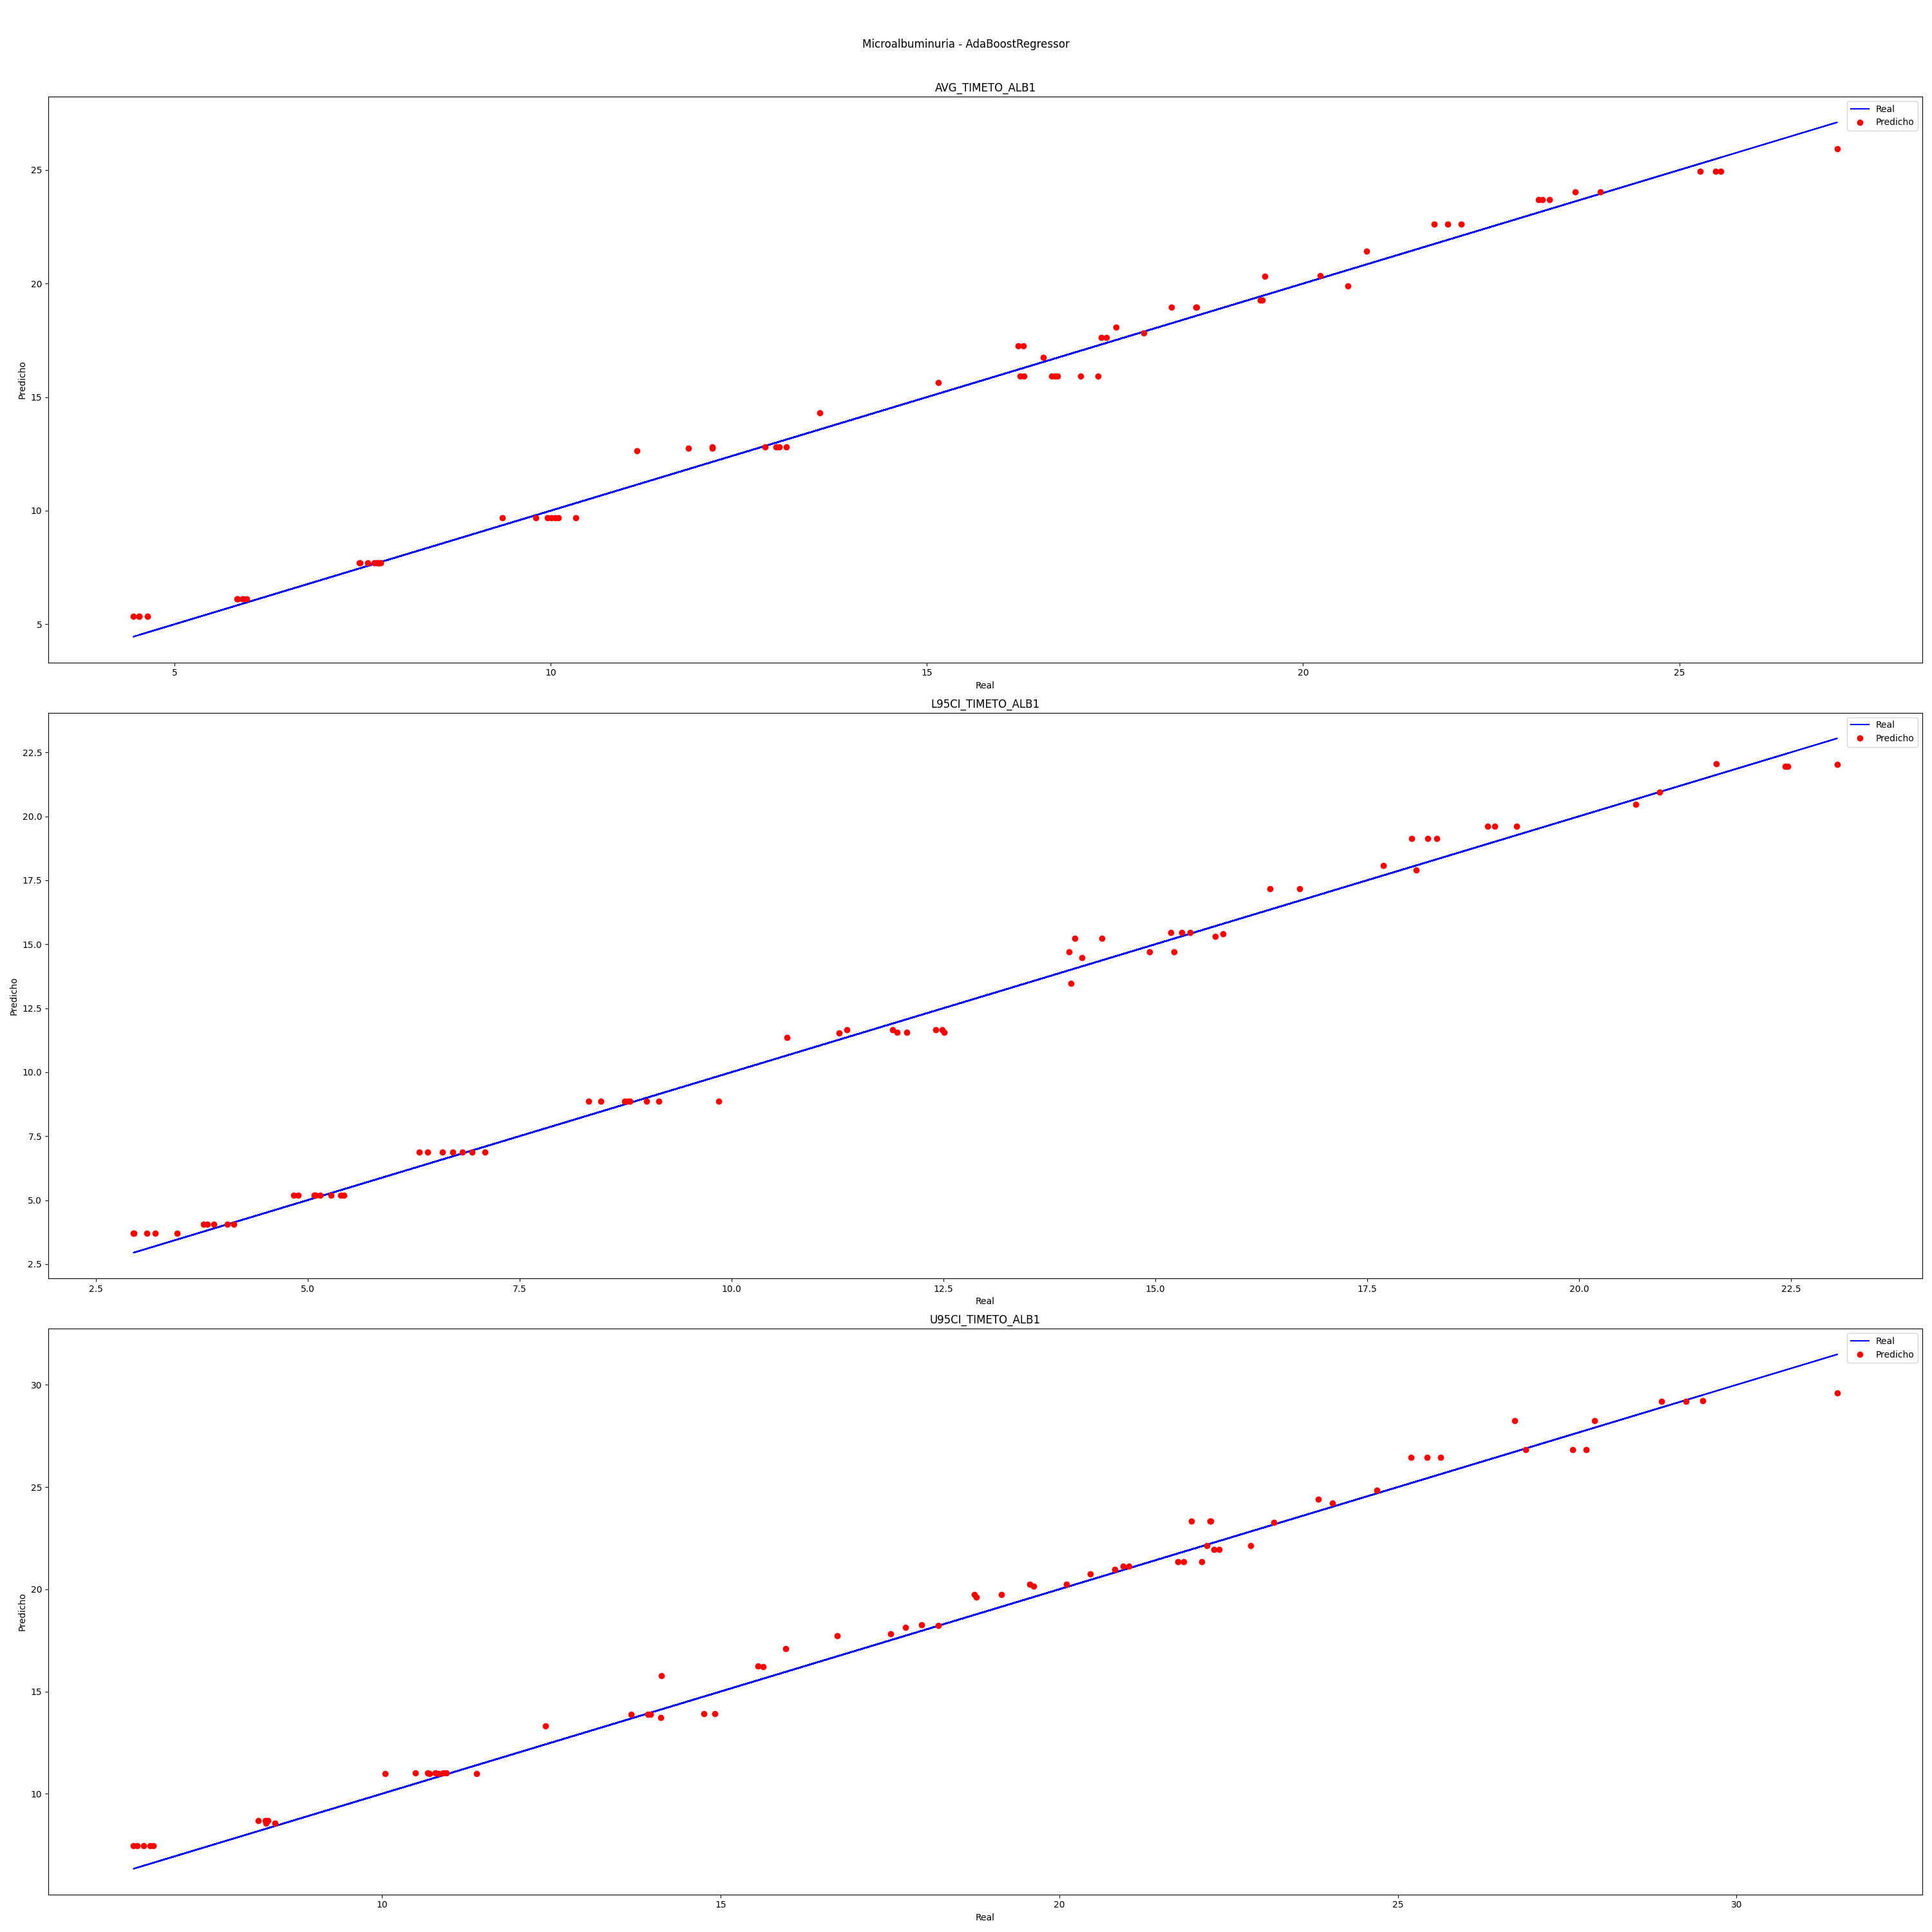 Microalbuminuria - AdaBoostRegressor
AVG_TIMETO_ALB1
Real
Predicho
25
20
15
10
5
Predicho
5 10 15 20 25
Real
L95CI_TIMETO_ALB1
Real
Predicho
22.5
20.0
17.5
15.0
12.5
10.0
7.5
5.0
2.5
Predicho
2.5 5.0 7.5 10.0 12.5 15.0 17.5 20.0 22.5
Real
U95CI_TIMETO_ALB1
Real
Predicho
30
25
20
15
10
Predicho
10 15 20 25 30
Real